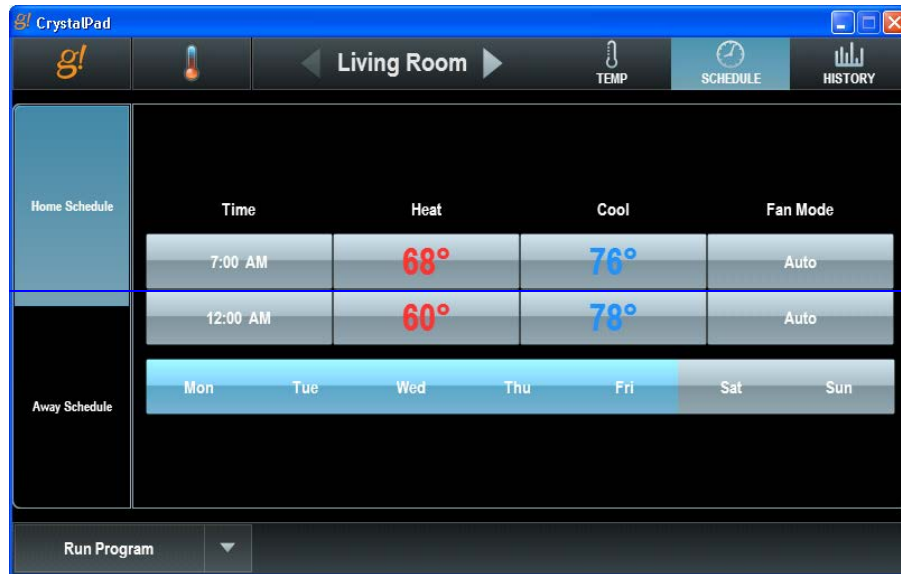 g! CrystalPad
g! Living Room TEMP SCHEDULE HISTORY
Home Schedule
Time Heat Cool Fan Mode
7:00 AM 68° 76° Auto
12:00 AM 60° 78° Auto
Mon Tue Wed Thu Fri Sat Sun
Away Schedule
Run Program